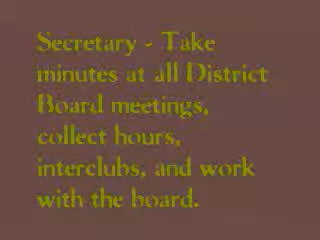 Secretary - Take
minutes at all District
Board meetings,
collect hours,
interclubs, and work
with the board.